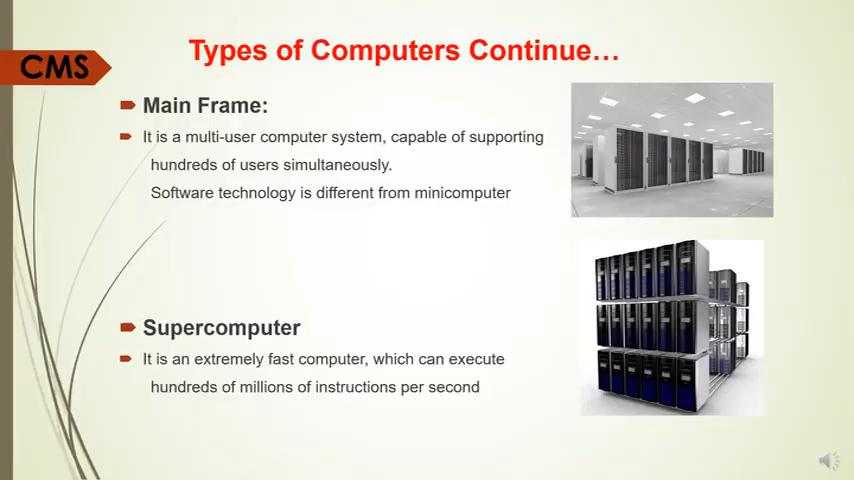 Types of Computers Continue...
CMS
Main Frame:
It is a multi-user computer system, capable of supporting
hundreds of users simultaneously.
Software technology is different from minicomputer
Supercomputer
It is an extremely fast computer, which can execute
hundreds of millions of instructions per second